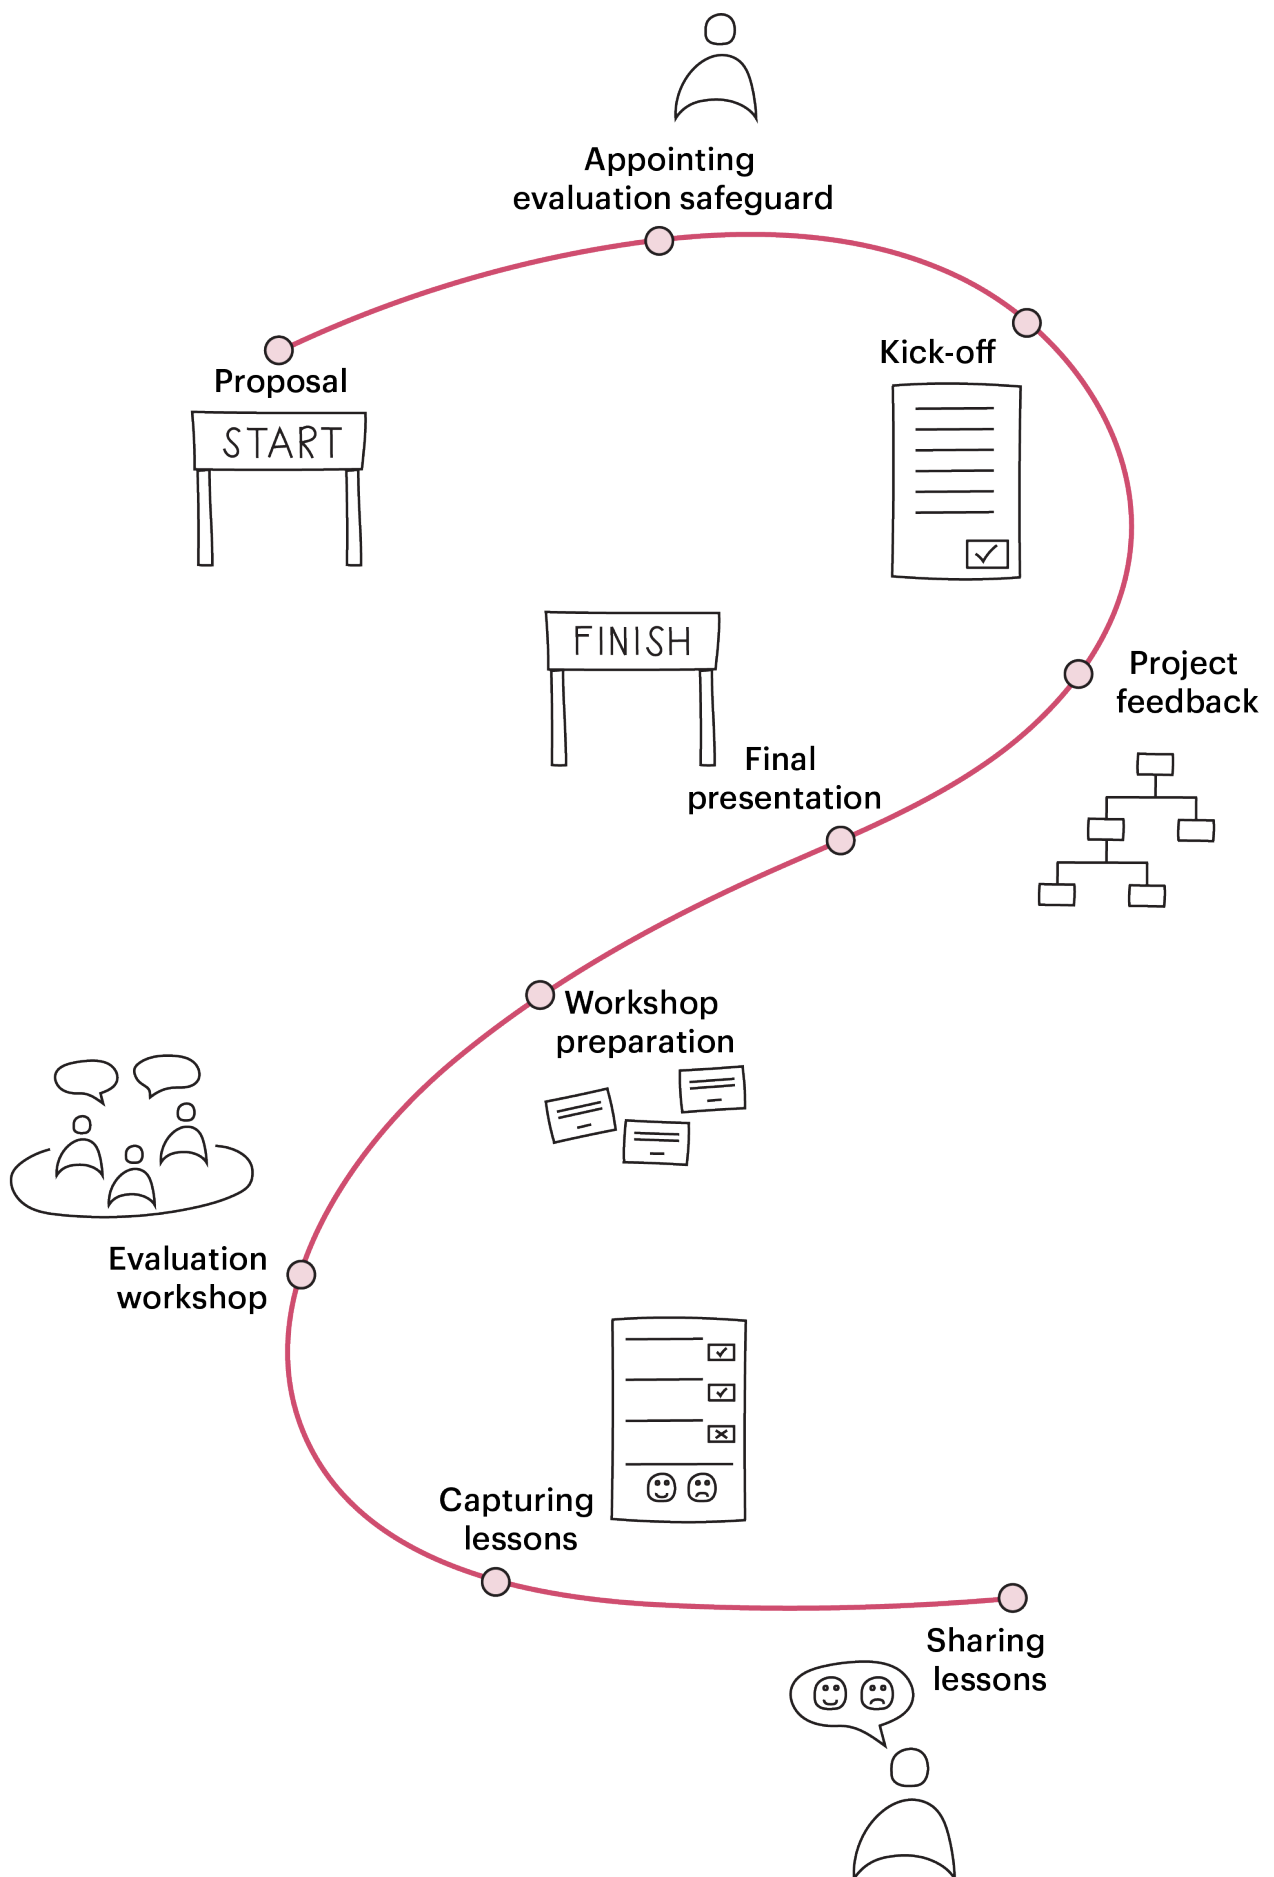 Appointing
evaluation safeguard
Proposal
START
Kick-off
FINISH
Project
feedback
Final
presentation
Workshop
preparation
Evaluation
workshop
Capturing
lessons
Sharing
lessons